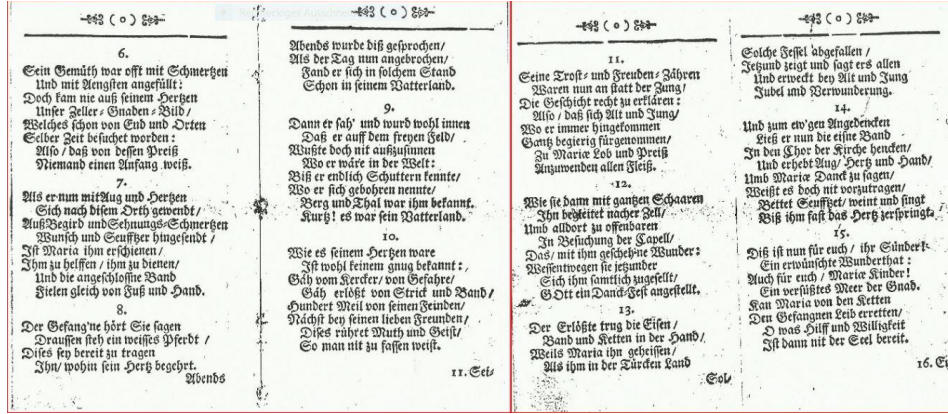 ( o )
6.
Sein Gemüth war offt mit Schmertzen
Und mit Aengsten angefüllt:
Doch kam nie auß seinem Hertzen
Unser Zeller-Gnaden-Bild/
Welches schon von End und Orten
Selber Zeit besuchet worden:
Also/ daß von dessen Preiß
Niemand einen Anfang weiß.
7.
Als er nun mit Aug und Hertzen
Sich nach disem Orth gewendt/
Auß Begird und Sehnungs-Schmertzen
Wunsch und Seufftzer hingesendt/
Ist Maria ihm erschienen/
Ihm zu helffen/ ihm zu dienen/
Und die angeschloßne Band
Fielen gleich von Fuß und Hand.
8.
Der Gefang'ne hört Sie sagen
Draussen steh ein weisses Pferdt/
Dises sey bereit zu tragen
Ihn/ wohin sein Hertz begehrt.
Abends
( o )
Abends wurde diß gesprochen/
Als der Tag nun angebrochen/
Fand er sich in solchem Stand
Schon in seinem Vatterland.
9.
Dann er sah' und wurd wohl innen
Daß er auff dem freyen Feld/
Wußte doch nit außzusinnen
Wo er wäre in der Welt:
Biß er endlich Schuttern kennte/
Wo er sich gebohren nennte/
Berg und Thal war ihm bekannt.
Kurtz! es war sein Vatterland.
10.
Wie es seinem Hertzen ware
Ist wohl keinem gnug bekannt:
Gäh vom Kercker/ von Gefahre/
Gäh erlößt von Strick und Band/
Hundert Meil von seinen Feinden/
Nächst bey seinen lieben Freunden/
Dises rühret Muth und Geist/
So man nit zu fassen weist.
11. Sei-
( o )
11.
Seine Trost- und Freuden-Zähren
Waren nun an statt der Zung/
Die Geschicht recht zu erklären:
Also/ daß sich Alt und Jung/
Wo er immer hingekommen
Gantz begierig fürgenommen/
Zu Mariæ Lob und Preiß
Anzuwenden allen Fleiß.
12.
Wie sie dann mit gantzen Schaaren
Ihn begleitet nacher Zell/
Umb alldort zu offenbaren
In Besuchung der Capell/
Das/ mit ihm geschehne Wunder:
Wessentwegen sie jetzunder
Sich ihm samtlich zugesellt/
GOtt ein Danck-Fest angestellt.
13.
Der Erlößte trug die Eisen/
Band und Ketten in der Hand/
Weils Maria ihn geheissen/
Als ihm in der Türcken Land
Sol-
( o )
Solche Fessel abgefallen/
Jetzund zeigt und sagt ers allen
Und erweckt bey Alt und Jung
Jubel und Verwunderung.
14.
Und zum ew'gen Angedencken
Ließ er nun die eisne Band
In den Chor der Kirche hencken/
Und erhebt Aug/ Hertz und Hand/
Umb Mariæ Danck zu sagen/
Weißt es doch nit vorzutragen/
Bettet Seufftzet/ weint und singt
Biß ihm fast das Hertz zerspringt.
15.
Diß ist nun für euch/ ihr Sünder!
Ein erwünschte Wunderthat:
Auch für euch/ Mariæ Kinder!
Ein versüßtes Meer der Gnad.
Kan Maria von den Ketten
Den Gefangnen Leib erretten/
O was Hilff und Willigkeit
Ist dann nit der Seel bereit.
16.